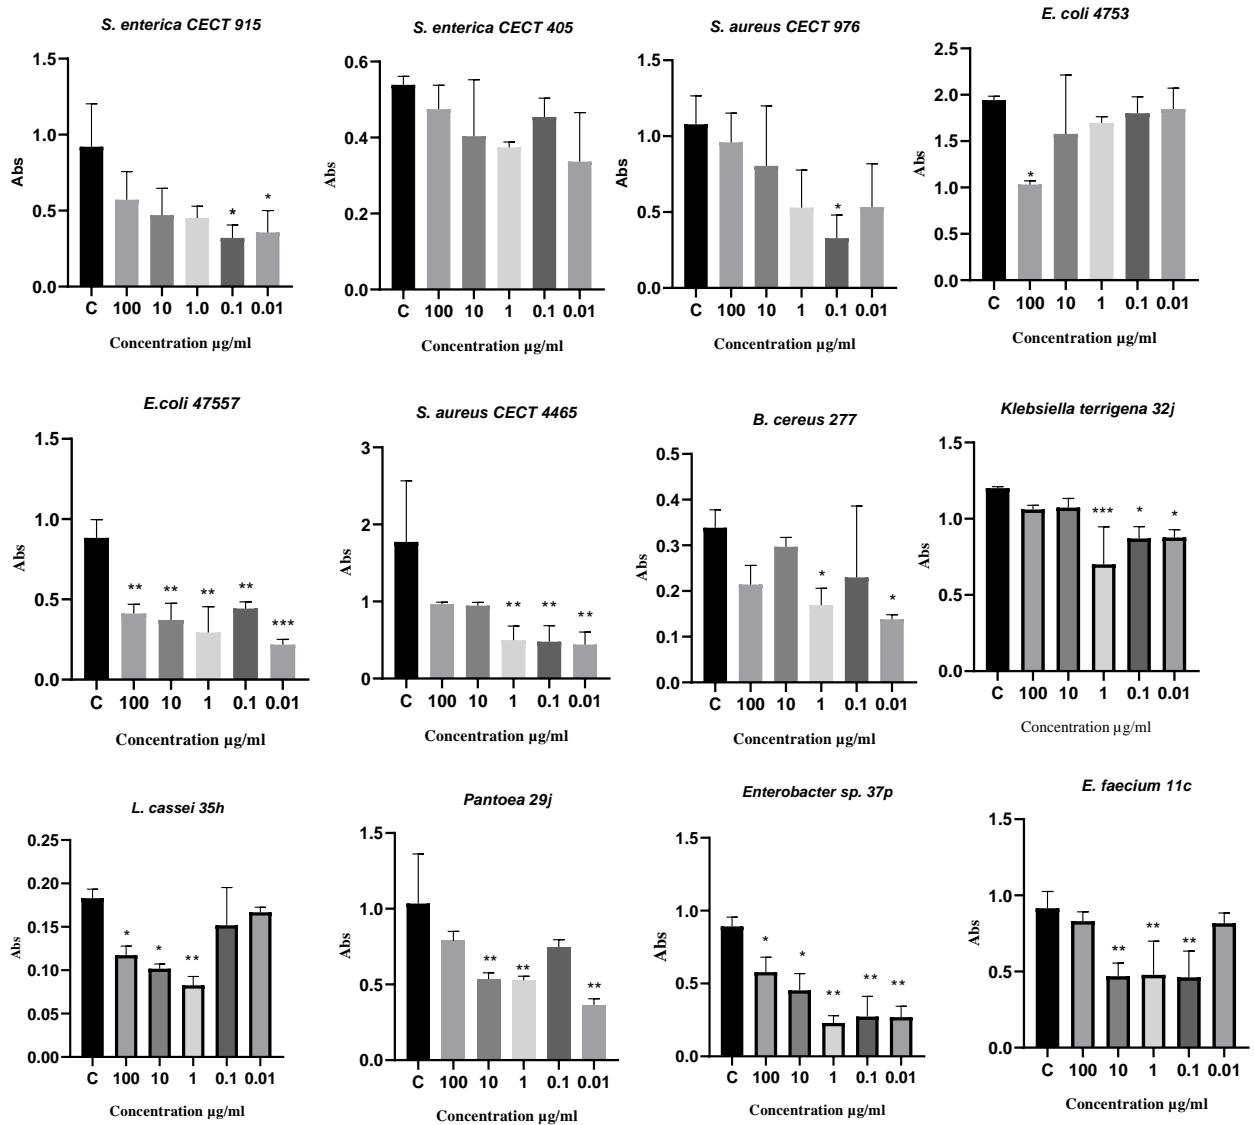 S. enterica CECT 915
1.5
1.0
0.5
0.0
Abs
*
*
C 100 10 1.0 0.1 0.01
Concentration µg/ml
S. enterica CECT 405
0.6
0.4
0.2
0.0
Abs
C 100 10 1 0.1 0.01
Concentration µg/ml
S. aureus CECT 976
1.5
1.0
0.5
0.0
Abs
*
C 100 10 1 0.1 0.01
Concentration µg/ml
E. coli 4753
2.5
2.0
1.5
2.0
0.5
0.0
Abs
*
C 100 10 1 0.1 0.01
Concentration µg/ml
E.coli 47557
1.5
1.0
0.5
0.0
Abs
** ** ** ** ***
C 100 10 1 0.1 0.01
Concentration µg/ml
S. aureus CECT 4465
3
2
1
0
Abs
** ** **
C 100 10 1 0.1 0.01
Concentration µg/ml
B. cereus 277
0.5
0.4
0.3
0.2
0.1
0.0
Abs
* *
C 100 10 1 0.1 0.01
Concentration µg/ml
Klebsiella terrigena 32j
1.5
1.0
0.5
0.0
Abs
*** * *
C 100 10 1 0.1 0.01
Concentration µg/ml
L. cassei 35h
0.25
0.20
0.15
0.10
0.05
0.00
Abs
* * **
C 100 10 1 0.1 0.01
Concentration µg/ml
Pantoea 29j
1.5
1.0
0.5
0.0
Abs
** ** **
C 100 10 1 0.1 0.01
Concentration µg/ml
Enterobacter sp. 37p
1.5
1.0
0.5
0.0
Abs
* * ** ** **
C 100 10 1 0.1 0.01
Concentration µg/ml
E. faecium 11c
1.5
1.0
0.5
0.0
Abs
** ** **
C 100 10 1 0.1 0.01
Concentration µg/ml